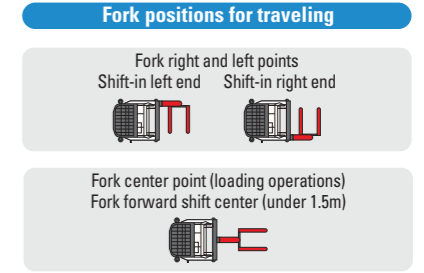 Fork positions for traveling
Fork right and left points
Shift-in left end Shift-in right end
Fork center point (loading operations)
Fork forward shift center (under 1.5m)